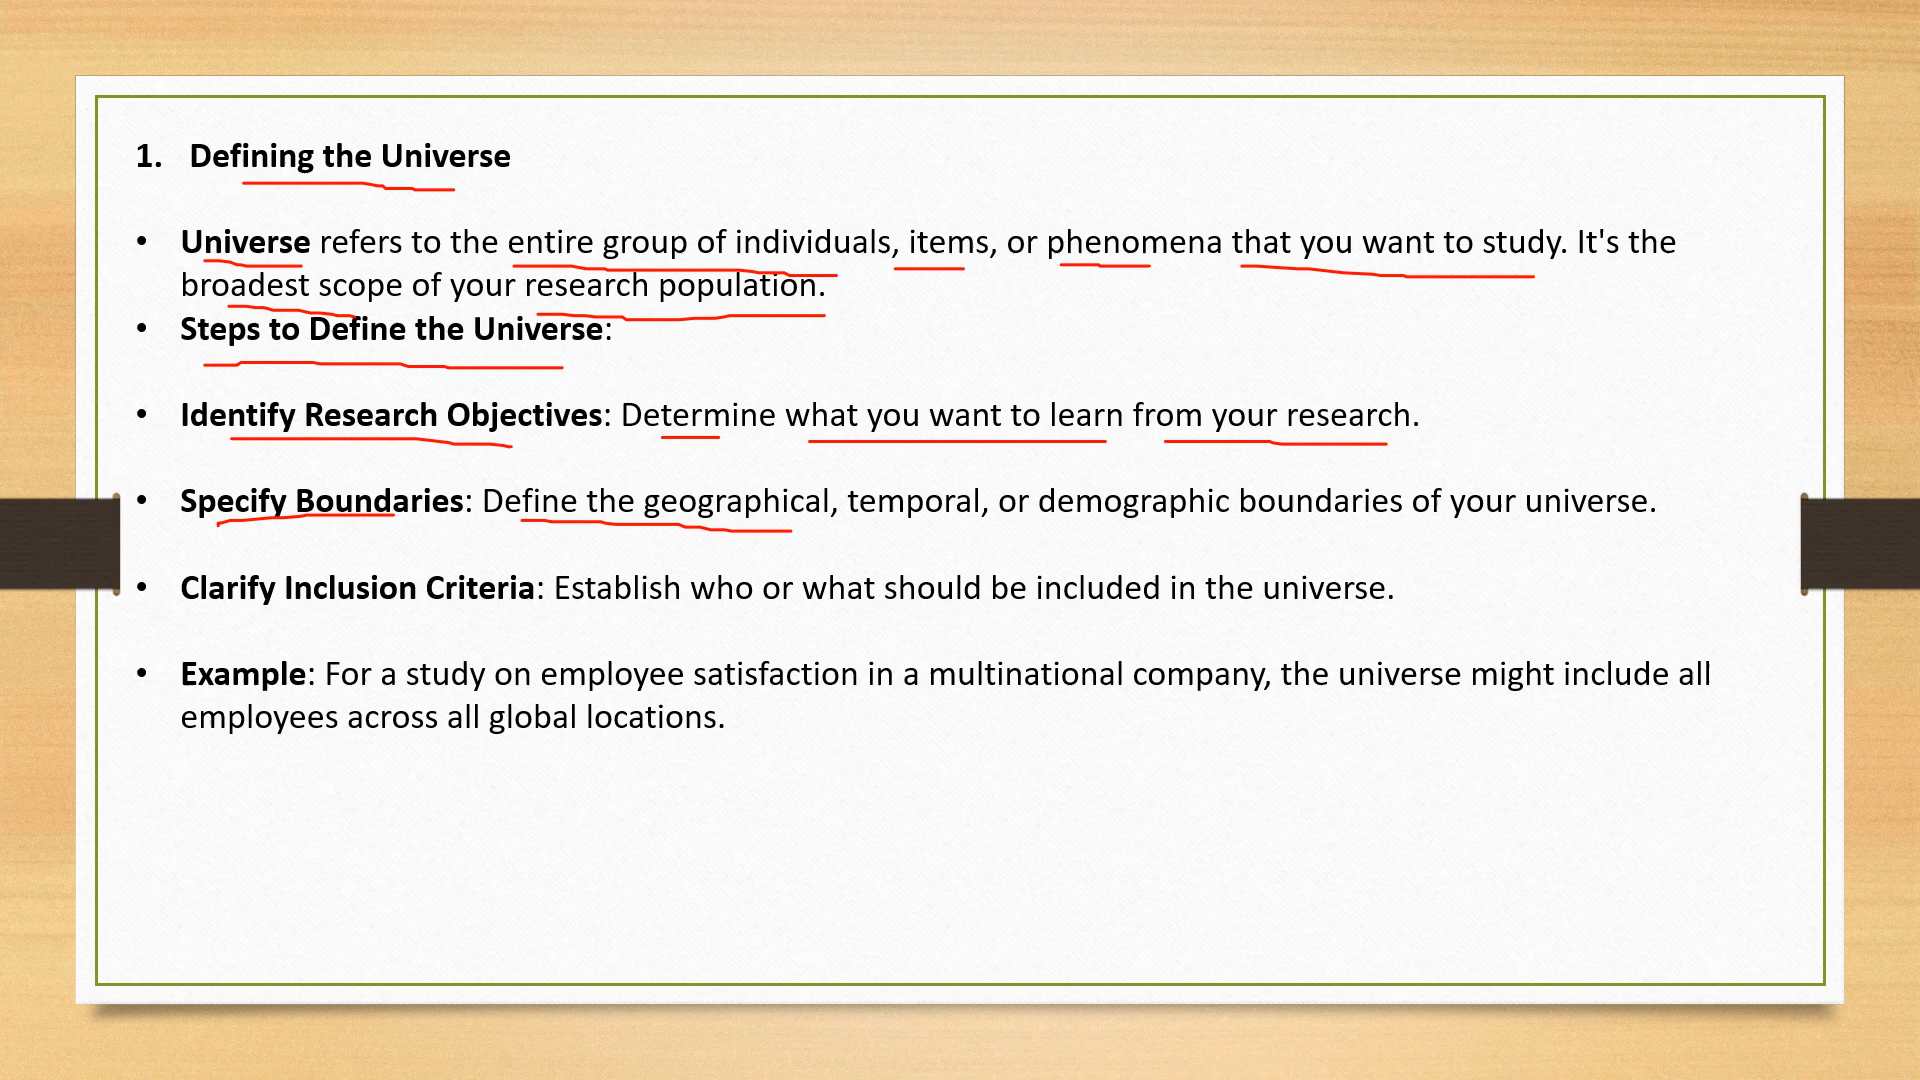 1. Defining the Universe
• Universe refers to the entire group of individuals, items, or phenomena that you want to study. It's the
broadest scope of your research population.
• Steps to Define the Universe:
• Identify Research Objectives: Determine what you want to learn from your research.
• Specify Boundaries: Define the geographical, temporal, or demographic boundaries of your universe.
• Clarify Inclusion Criteria: Establish who or what should be included in the universe.
• Example: For a study on employee satisfaction in a multinational company, the universe might include all
employees across all global locations.